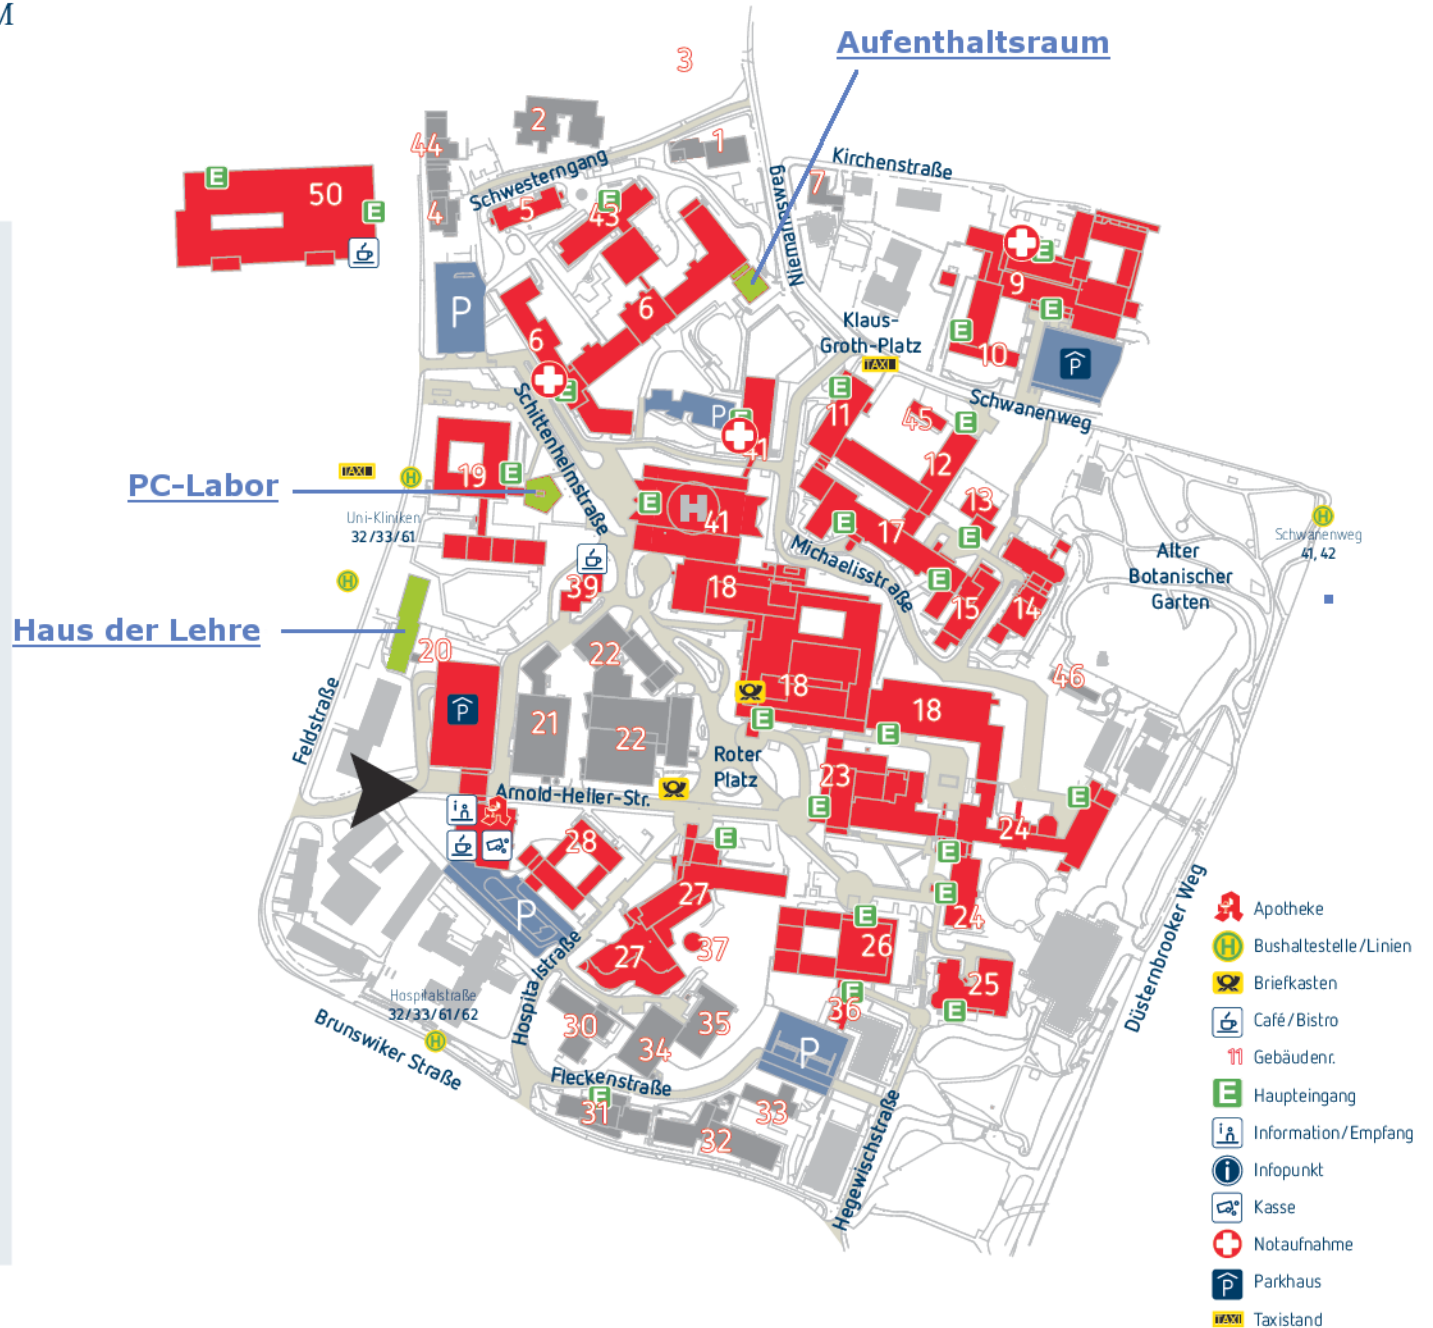 M
Aufenthaltsraum
3
2
1
44
Kirchenstraße
Schwesterngang
7
E
50
E
5
43
E
4
Niemannsweg
E
9
P
6
6
E
E
Klaus-
Groth-Platz
TAXI
10
P
E
E
11
Schwanenweg
P
E
45
E
41
12
Schittenhelmstraße
19
E
TAXI
H
PC-Labor
13
E
H
41
17
E
E
H
Uni-Kliniken
32/33/61
Schwanenweg
41, 42
Michaelisstraße
Alter
Botanischer
Garten
H
39
18
E
15
14
Haus der Lehre
20
22
46
18
18
P
21
22
E
E
Feldstraße
Roter
Platz
23
Arnold-Heller-Str.
E
E
24
28
E
E
27
E
24
P
E
26
27
37
25
Hospitalstraße
E
36
E
Hospitalstraße
32/33/61/62
30
35
34
P
H
Brunswiker Straße
Fleckenstraße
E
31
33
32
Hegewischstraße
Düsternbrooker Weg
Apotheke
H Bushaltestelle/Linien
Briefkasten
Café/Bistro
11 Gebäudenr.
E Haupteingang
i Information/Empfang
i Infopunkt
Kasse
Notaufnahme
P Parkhaus
TAXI Taxistand